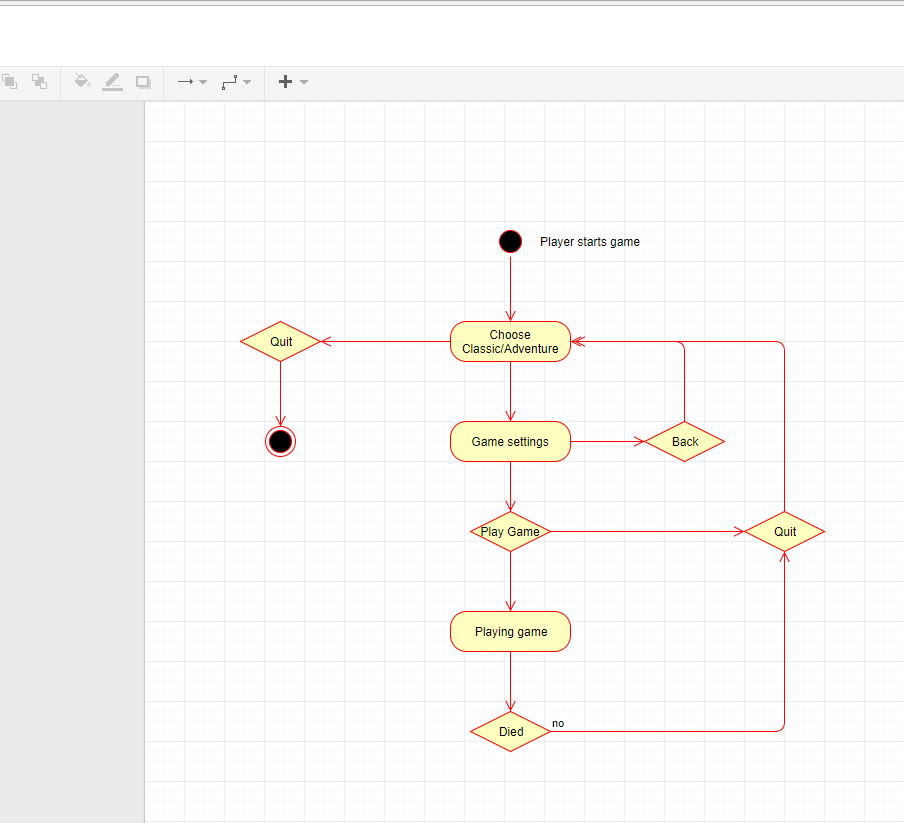 Player starts game
Choose
Classic/Adventure
Quit
Game settings
Back
Play Game
Quit
Playing game
no
Died